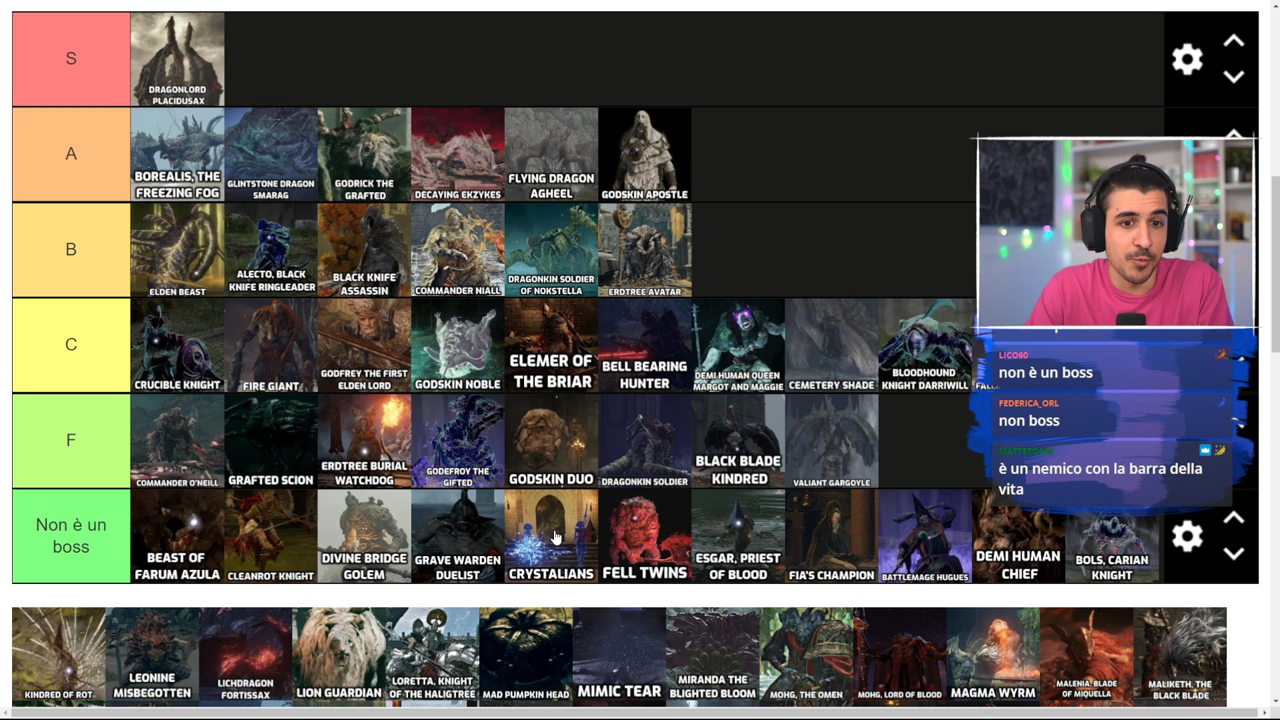 S
DRAGONLORD
PLACIDUSAX
A
BOREALIS, THE
FREEZING FOG
GLINTSTONE DRAGON
SMARAG
GODRICK THE
GRAFTED
DECAYING EKZYKES
FLYING DRAGON
AGHEEL
GODSKIN APOSTLE
B
ELDEN BEAST
ALECTO, BLACK
KNIFE RINGLEADER
BLACK KNIFE
ASSASSIN
COMMANDER NIALL
DRAGONKIN SOLDIER
OF NOKSTELLA
ERDTREE AVATAR
C
CRUCIBLE KNIGHT
FIRE GIANT
GODFREY THE FIRST
ELDEN LORD
GODSKIN NOBLE
ELEMER OF
THE BRIAR
BELL BEARING
HUNTER
DEMI HUMAN QUEEN
MARGOT AND MAGGIE
CEMETERY SHADE
BLOODHOUND
KNIGHT DARRIWILL
LICO60
non è un boss
FEDERICA_ORL
non boss
è un nemico con la barra della
vita
F
COMMANDER O'NEILL
GRAFTED SCION
ERDTREE BURIAL
WATCHDOG
GODEFROY THE
GIFTED
GODSKIN DUO
DRAGONKIN SOLDIER
BLACK BLADE
KINDRED
VALIANT GARGOYLE
Non è un
boss
BEAST OF
FARUM AZULA
CLEANROT KNIGHT
DIVINE BRIDGE
GOLEM
GRAVE WARDEN
DUELIST
CRYSTALIANS
FELL TWINS
ESGAR, PRIEST
OF BLOOD
FIA'S CHAMPION
BATTLEMAGE HUGUES
DEMI HUMAN
CHIEF
BOLS, CARIAN
KNIGHT
KINDRED OF ROT
LEONINE
MISBEGOTTEN
LICHDRAGON
FORTISSAX
LION GUARDIAN
LORETTA, KNIGHT
OF THE HALIGTREE
MAD PUMPKIN HEAD
MIMIC TEAR
MIRANDA THE
BLIGHTED BLOOM
MOHG, THE OMEN
MOHG, LORD OF BLOOD
MAGMA WYRM
MALENIA, BLADE
OF MIQUELLA
MALIKETH, THE
BLACK BLADE